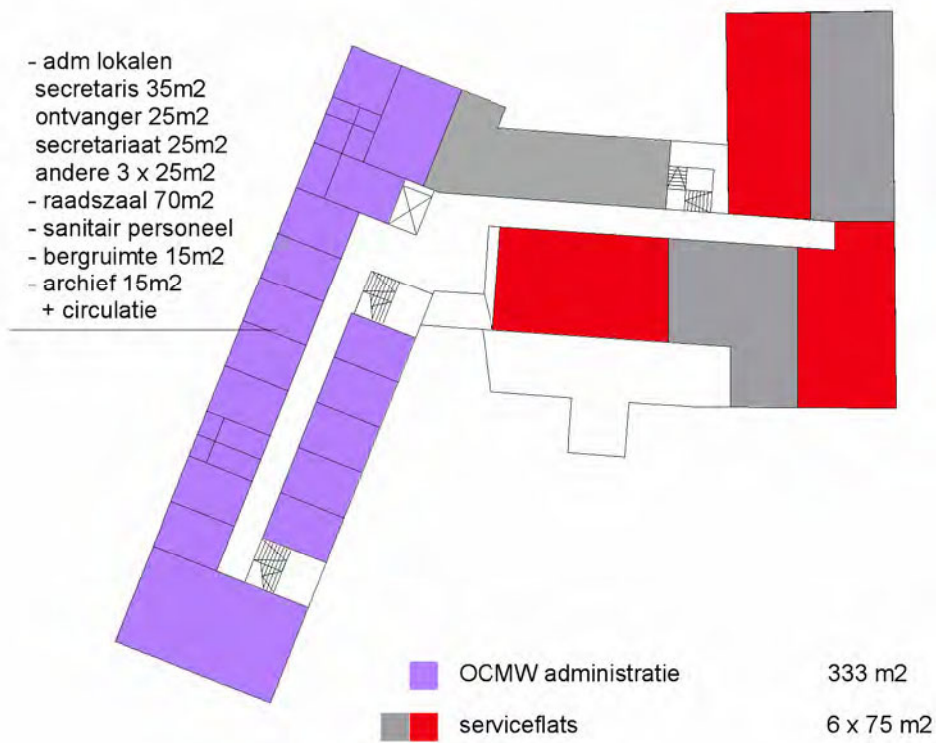 - adm lokalen
secretaris 35m2
ontvanger 25m2
secretariaat 25m2
andere 3 x 25m2
- raadszaal 70m2
- sanitair personeel
- bergruimte 15m2
- archief 15m2
+ circulatie
OCMW administratie 333 m2
serviceflats 6 x 75 m2